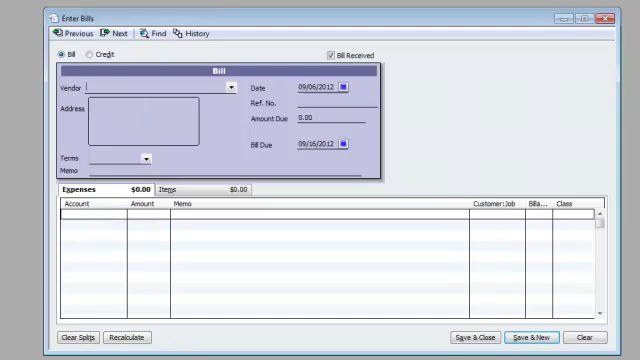 Enter Bills
Previous Next Find History
Bill Credit Bill Received
Bill
Vendor Date 09/06/2012
Ref. No.
Address
Amount Due 0.00
Bill Due 09/16/2012
Terms
Memo
Expenses $0.00 Items $0.00
Account Amount Memo Customer:Job Billa... Class
Clear Splits Recalculate Save & Close Save & New Clear